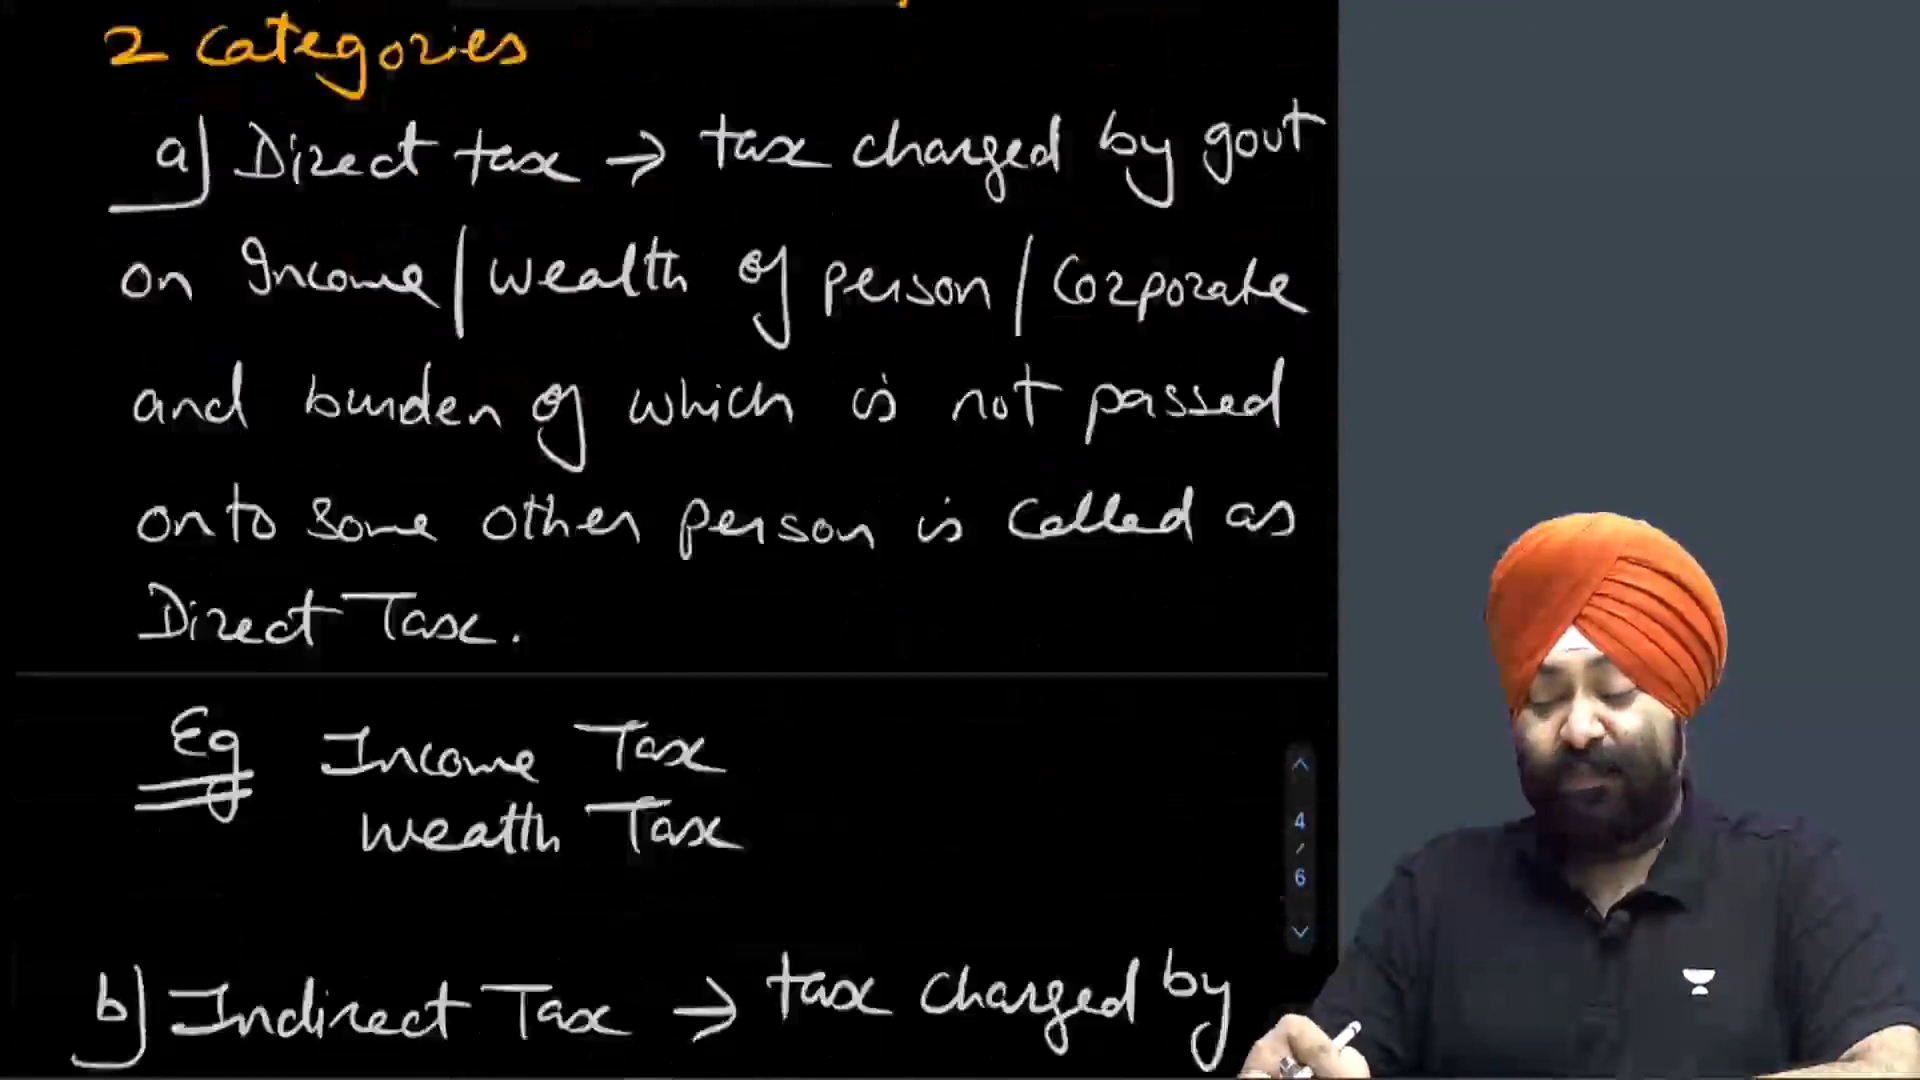 2 Categories
a) Direct tax → tax charged by govt
on Income/wealth of person/Corporate
and burden of which is not passed
onto some other person is called as
Direct Tax.
Eg Income Tax
Wealth Tax
4
/
6
b) Indirect Tax → tax charged by